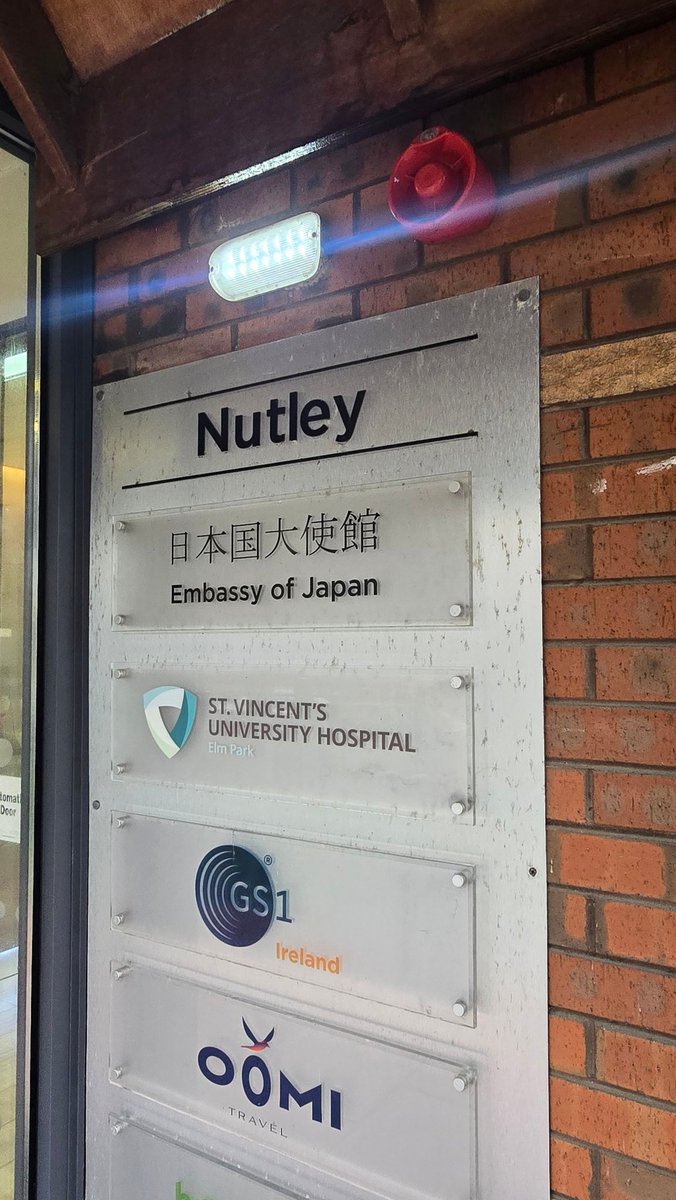 Nutley
日本国大使館
Embassy of Japan
ST. VINCENT'S
UNIVERSITY HOSPITAL
Elm Park
GS1
®
Ireland
OOMI
TRAVEL
Door